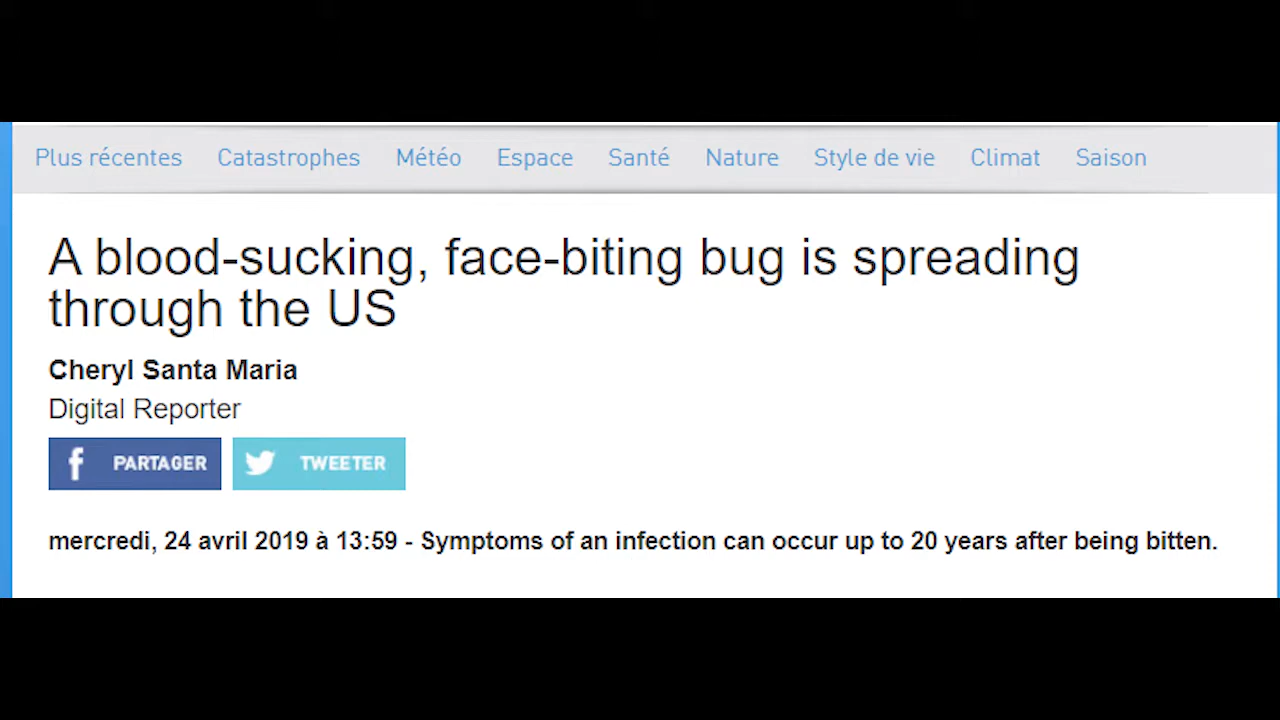 Plus récentes Catastrophes Météo Espace Santé Nature Style de vie Climat Saison
A blood-sucking, face-biting bug is spreading
through the US
Cheryl Santa Maria
Digital Reporter
f PARTAGER TWEETER
mercredi, 24 avril 2019 à 13:59 - Symptoms of an infection can occur up to 20 years after being bitten.